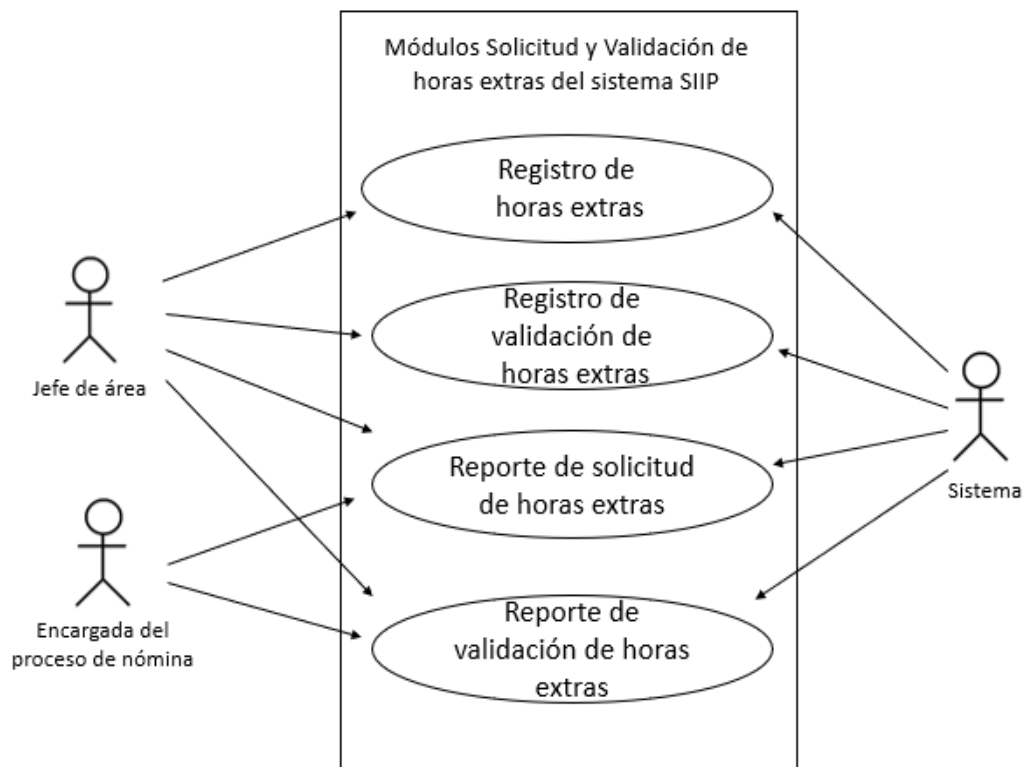 Módulos Solicitud y Validación de
horas extras del sistema SIIP
Registro de
horas extras
Registro de
validación de
horas extras
Jefe de área
Reporte de solicitud
de horas extras
Sistema
Encargada del
proceso de nómina
Reporte de
validación de horas
extras